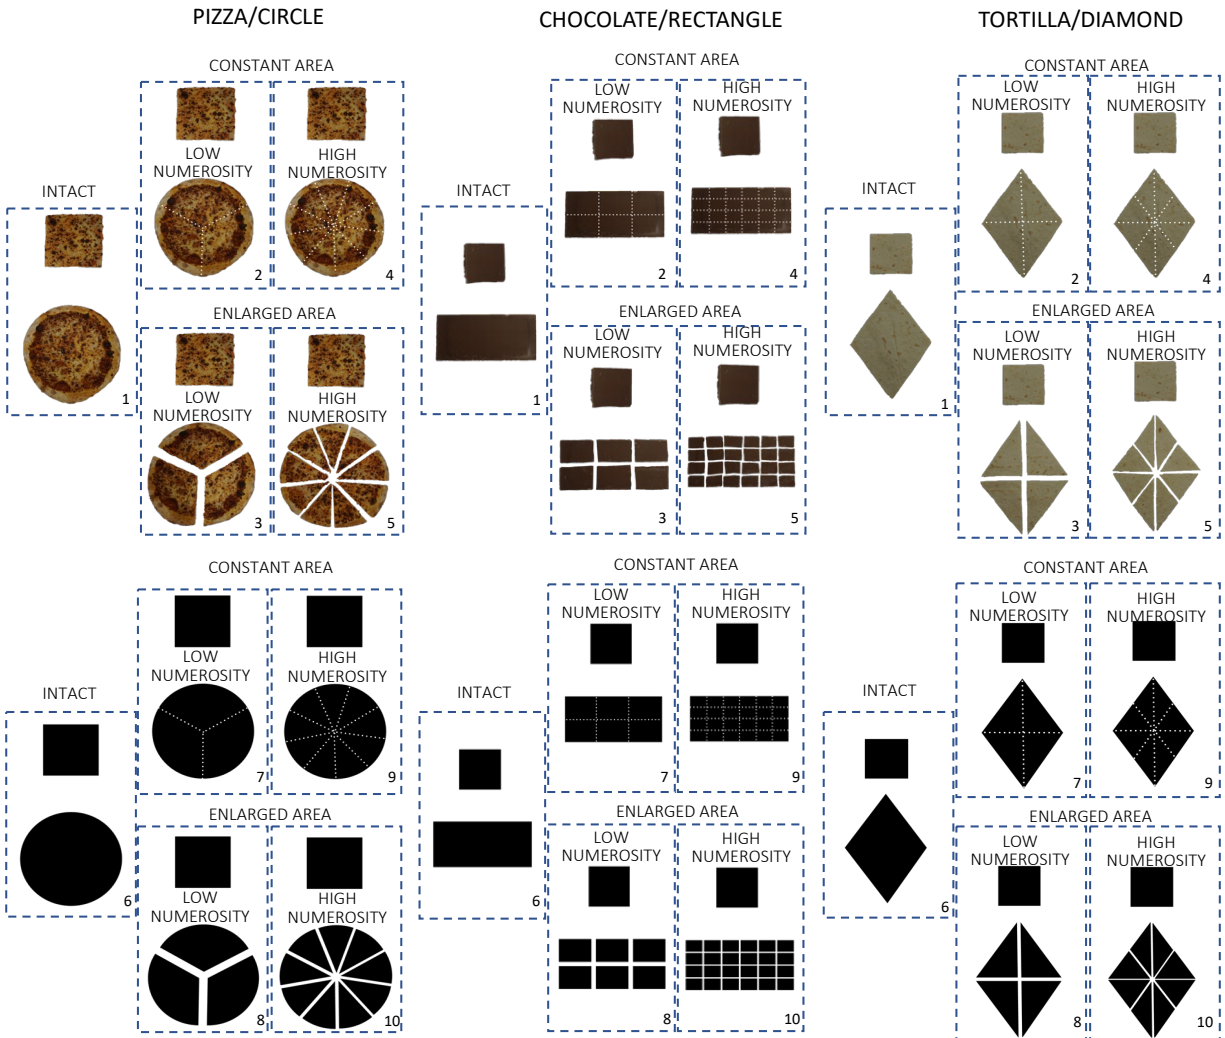 PIZZA/CIRCLE
CONSTANT AREA
LOW
NUMEROSITY
HIGH
NUMEROSITY
INTACT
1
2
4
ENLARGED AREA
LOW
NUMEROSITY
HIGH
NUMEROSITY
3
5
CONSTANT AREA
LOW
NUMEROSITY
HIGH
NUMEROSITY
INTACT
6
7
9
ENLARGED AREA
LOW
NUMEROSITY
HIGH
NUMEROSITY
8
10
CHOCOLATE/RECTANGLE
CONSTANT AREA
LOW
NUMEROSITY
HIGH
NUMEROSITY
INTACT
1
2
4
ENLARGED AREA
LOW
NUMEROSITY
HIGH
NUMEROSITY
3
5
CONSTANT AREA
LOW
NUMEROSITY
HIGH
NUMEROSITY
INTACT
6
7
9
ENLARGED AREA
LOW
NUMEROSITY
HIGH
NUMEROSITY
8
10
TORTILLA/DIAMOND
CONSTANT AREA
LOW
NUMEROSITY
HIGH
NUMEROSITY
INTACT
1
2
4
ENLARGED AREA
LOW
NUMEROSITY
HIGH
NUMEROSITY
3
5
CONSTANT AREA
LOW
NUMEROSITY
HIGH
NUMEROSITY
INTACT
6
7
9
ENLARGED AREA
LOW
NUMEROSITY
HIGH
NUMEROSITY
8
10